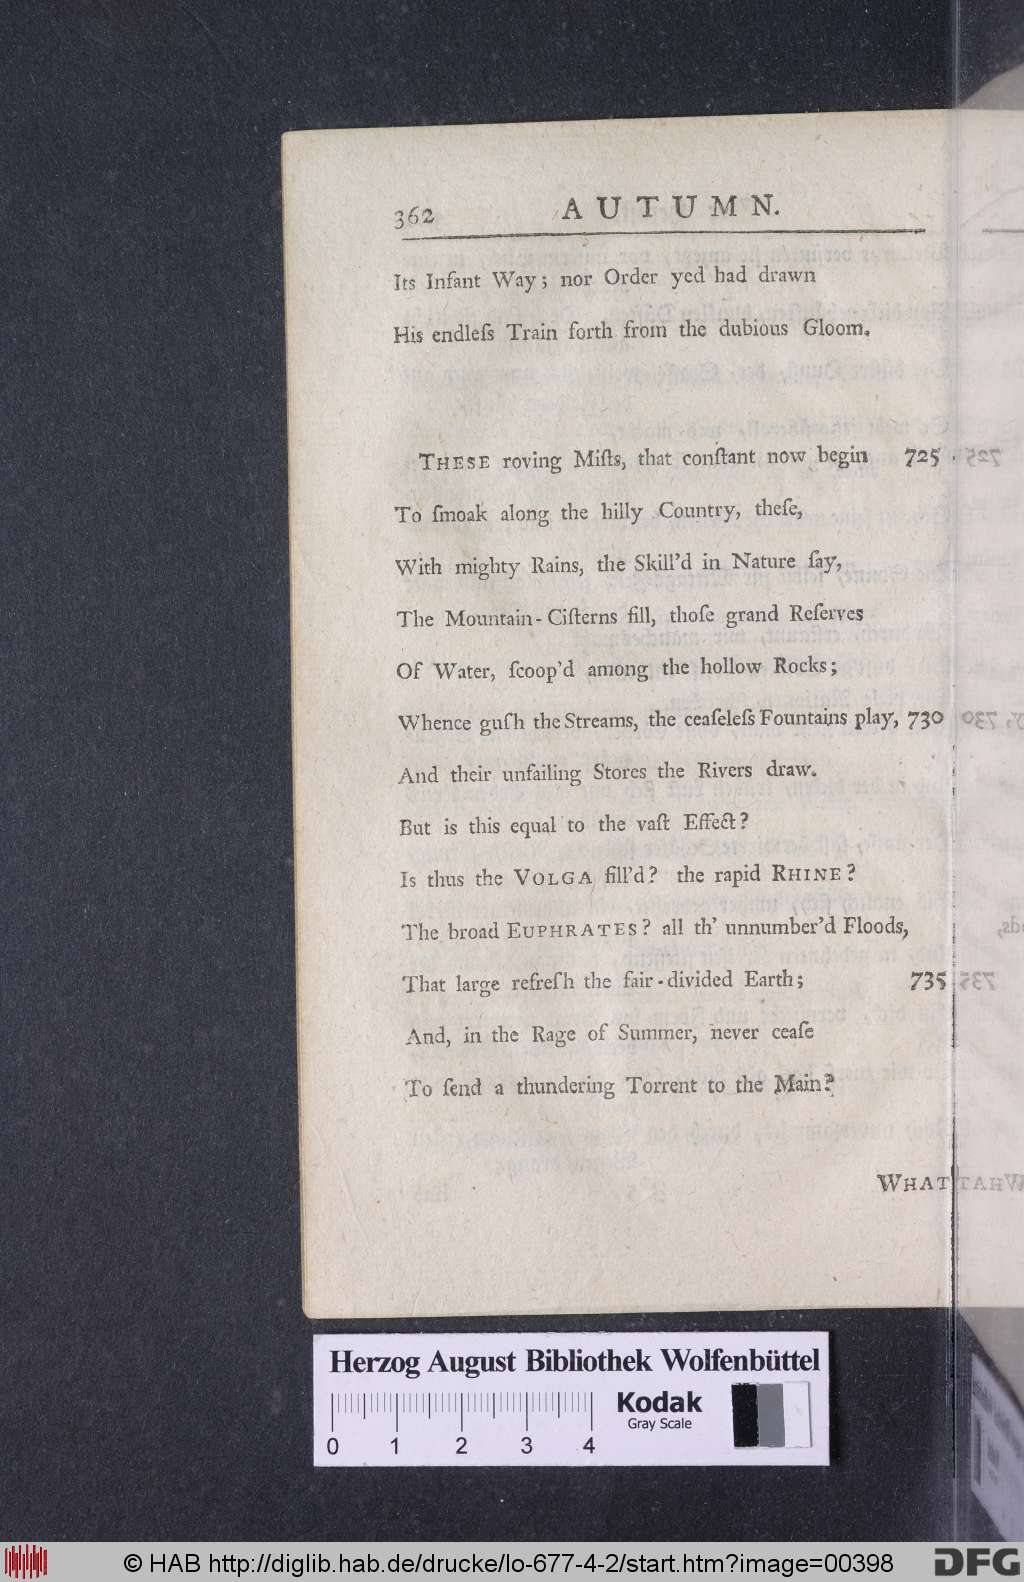 362 AUTUMN.
Its Infant Way; nor Order yed had drawn
His endleſs Train forth from the dubious Gloom.
THESE roving Miſts, that conſtant now begin 725
To ſmoak along the hilly Country, theſe,
With mighty Rains, the Skill'd in Nature ſay,
The Mountain-Ciſterns fill, thoſe grand Reſerves
Of Water, ſcoop'd among the hollow Rocks;
Whence guſh the Streams, the ceaſeleſs Fountains play, 730
And their unfailing Stores the Rivers draw.
But is this equal to the vaſt Effect?
Is thus the VOLGA fill'd? the rapid RHINE?
The broad EUPHRATES? all th' unnumber'd Floods,
That large refreſh the fair-divided Earth; 735
And, in the Rage of Summer, never ceaſe
To ſend a thundering Torrent to the Main?
WHAT
Herzog August Bibliothek Wolfenbüttel
Kodak
Gray Scale
0 1 2 3 4
© HAB http://diglib.hab.de/drucke/lo-677-4-2/start.htm?image=00398
DFG